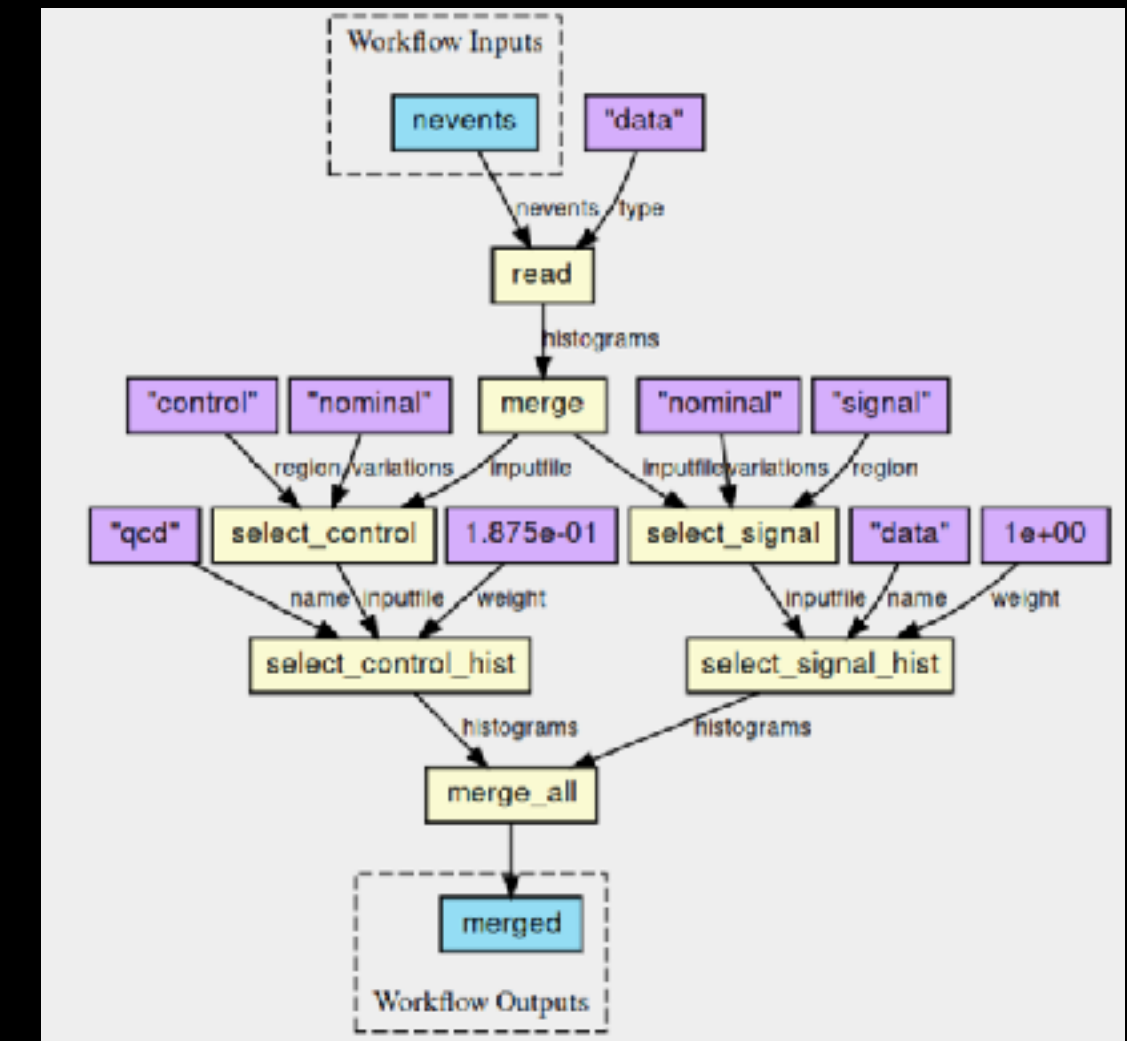 Workflow Inputs
nevents "data"
nevents type
read
histograms
"control" "nominal" merge "nominal" "signal"
region variations inputfile inputfile variations region
"qcd" select_control 1.875e-01 select_signal "data" 1e+00
name inputfile weight inputfile name weight
select_control_hist select_signal_hist
histograms histograms
merge_all
merged
Workflow Outputs